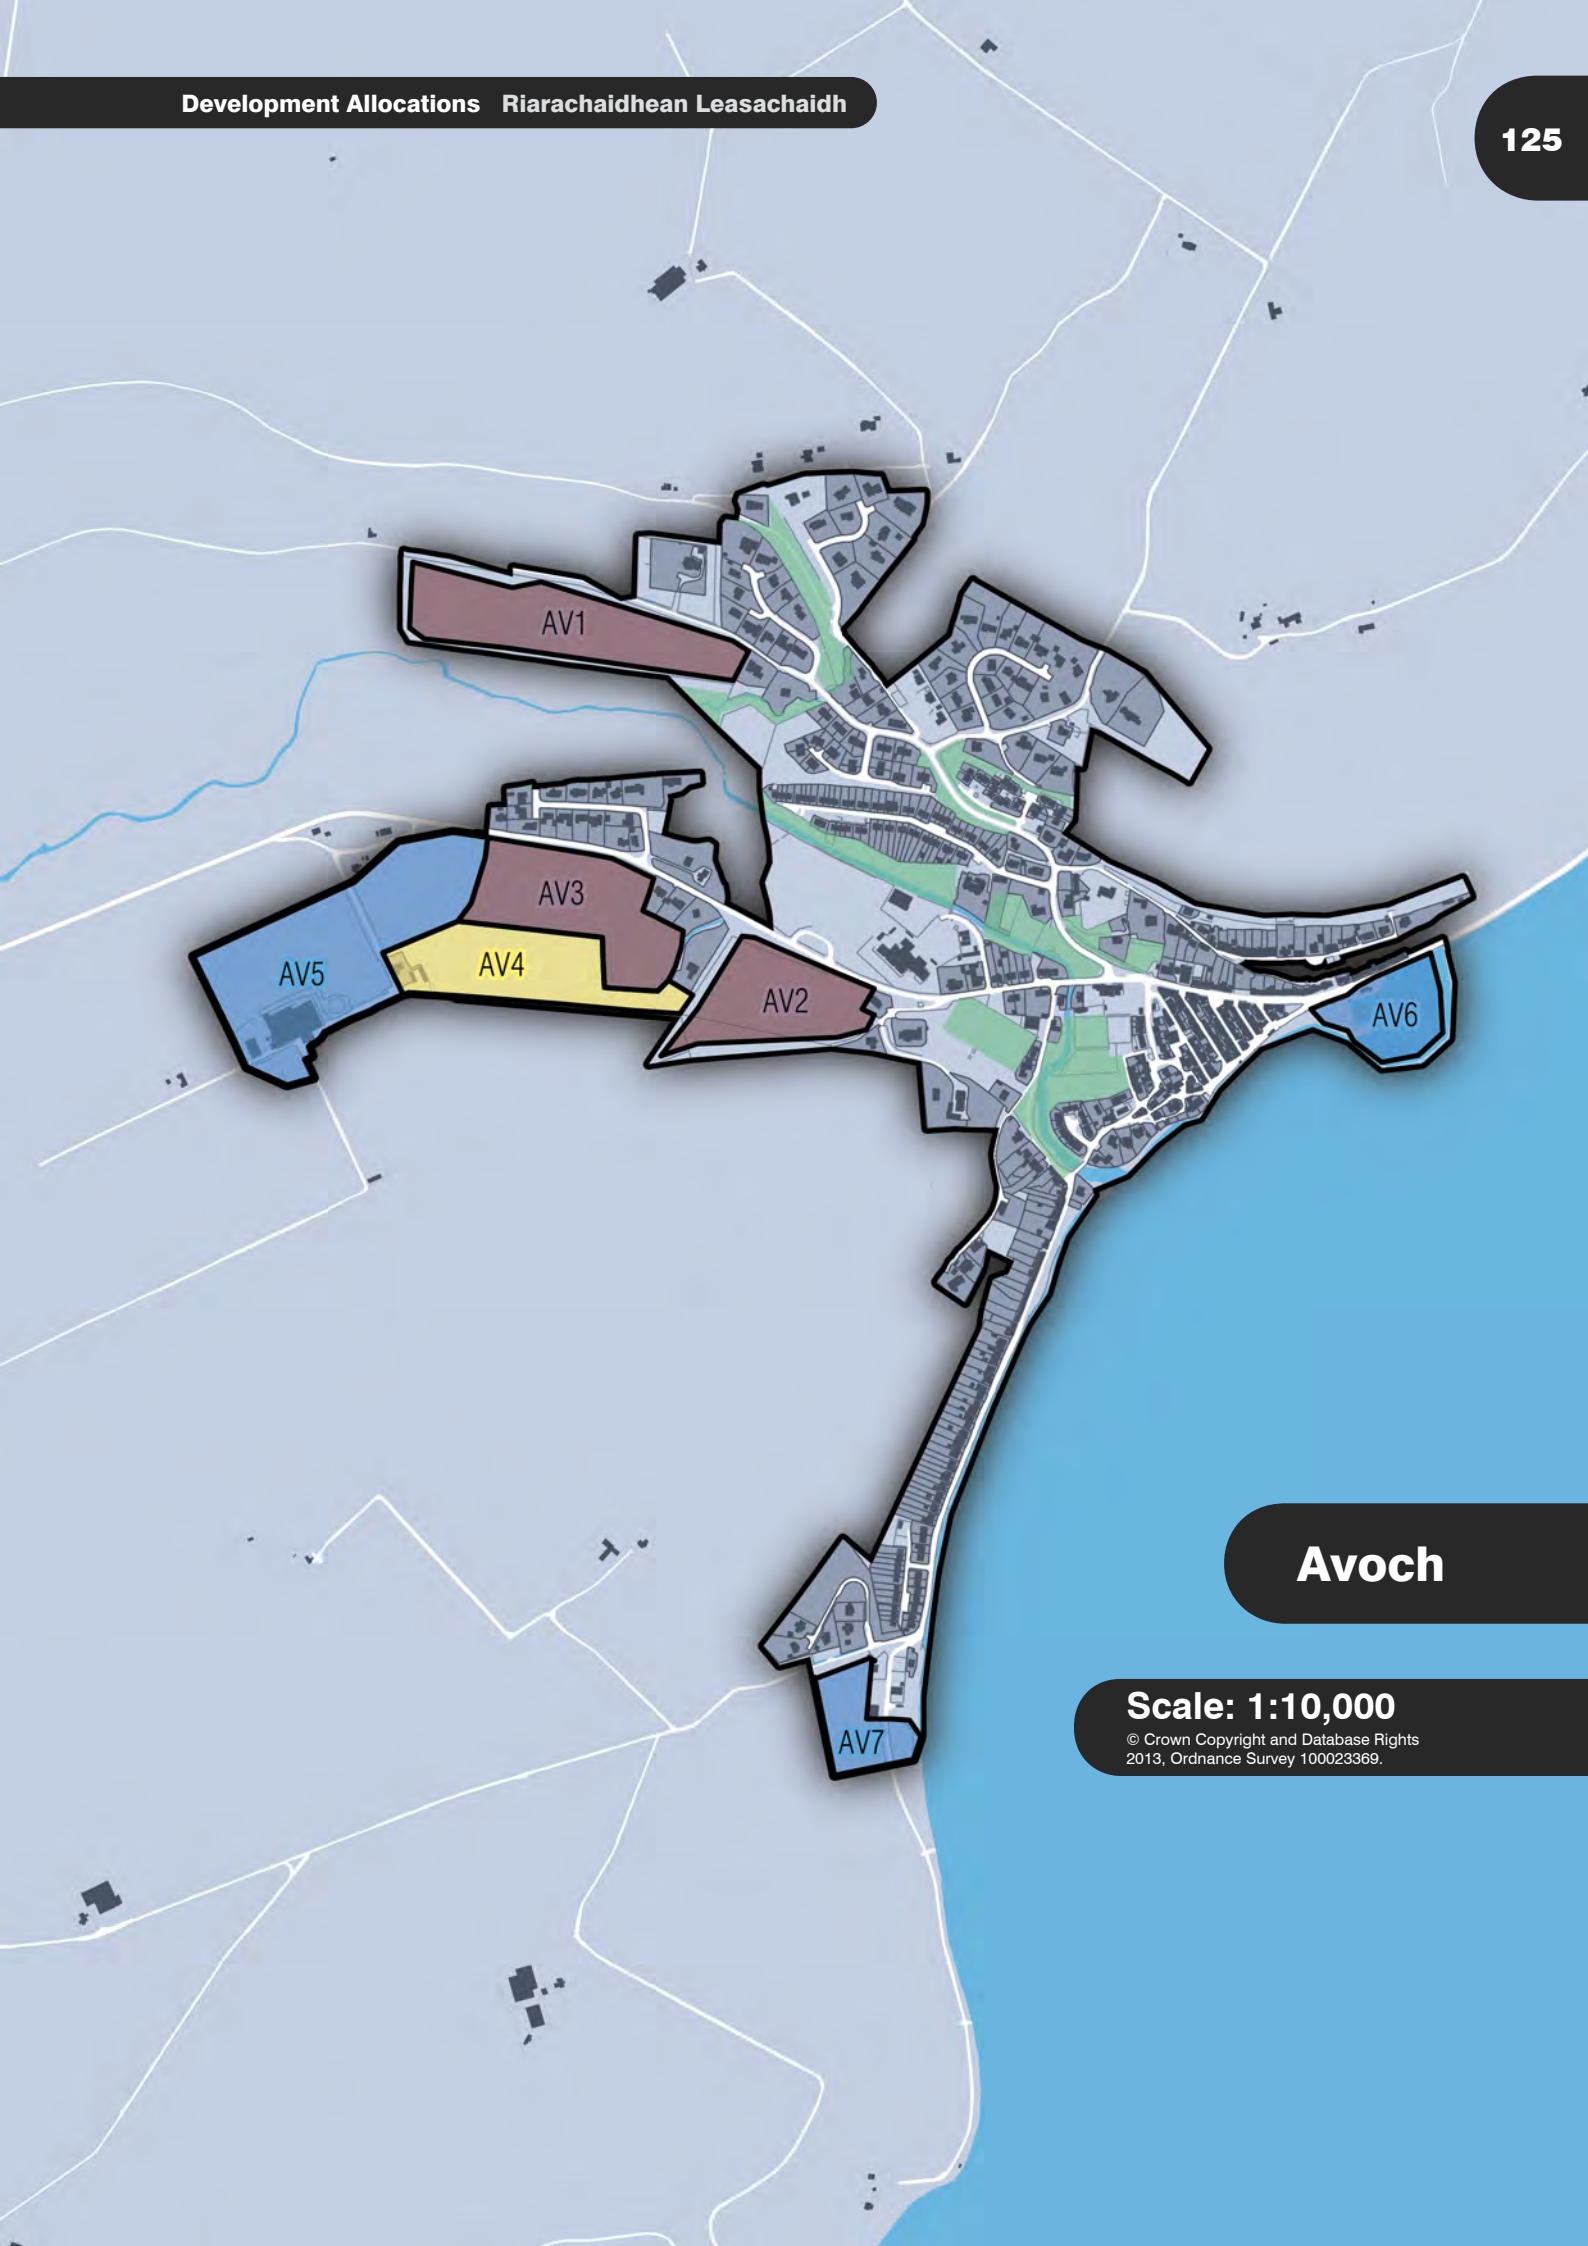 Development Allocations Riarachaidhean Leasachaidh
125
AV1
AV3
AV4
AV5
AV2
AV6
Avoch
Scale: 1:10,000
© Crown Copyright and Database Rights
2013, Ordnance Survey 100023369.
AV7